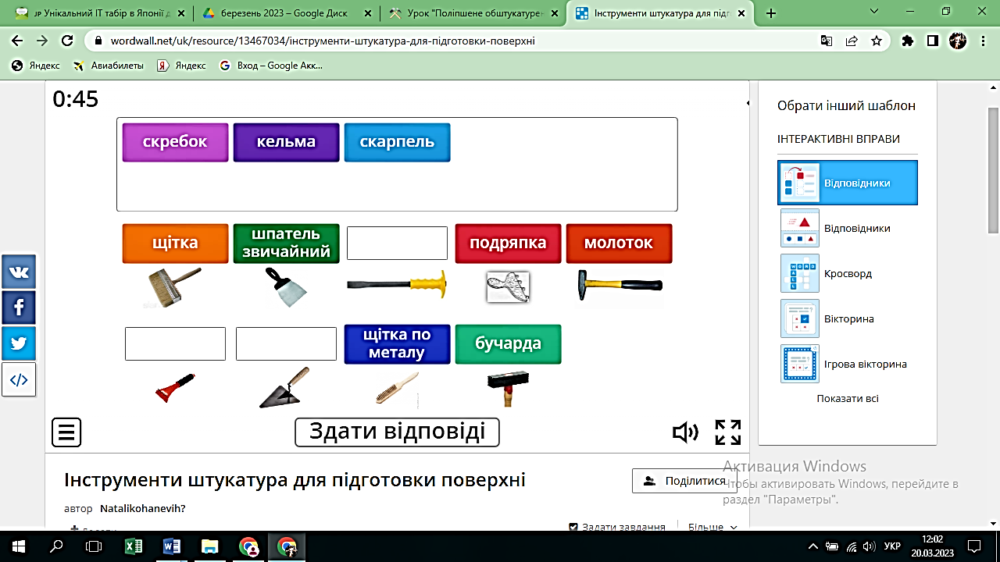 JP Унікальний ІТ табір в Японії д
березень 2023 – Google Диск
Урок "Поліпшене обштукатурен
Інструменти штукатура для підг
wordwall.net/uk/resource/13467034/інструменти-штукатура-для-підготовки-поверхні
Яндекс
Авиабилеты
Яндекс
Вход – Google Акк...
0:45
скребок
кельма
скарпель
щітка
шпатель
звичайний
подряпка
молоток
щітка по
металу
бучарда
Здати відповіді
Обрати інший шаблон
ІНТЕРАКТИВНІ ВПРАВИ
Відповідники
Відповідники
Кросворд
Вікторина
Ігрова вікторина
Показати всі
Інструменти штукатура для підготовки поверхні
Поділитися
автор Natalikohanevih?
Задати завдання
Більше
Активация Windows
Чтобы активировать Windows, перейдите в
раздел "Параметры".
УКР
12:02
20.03.2023